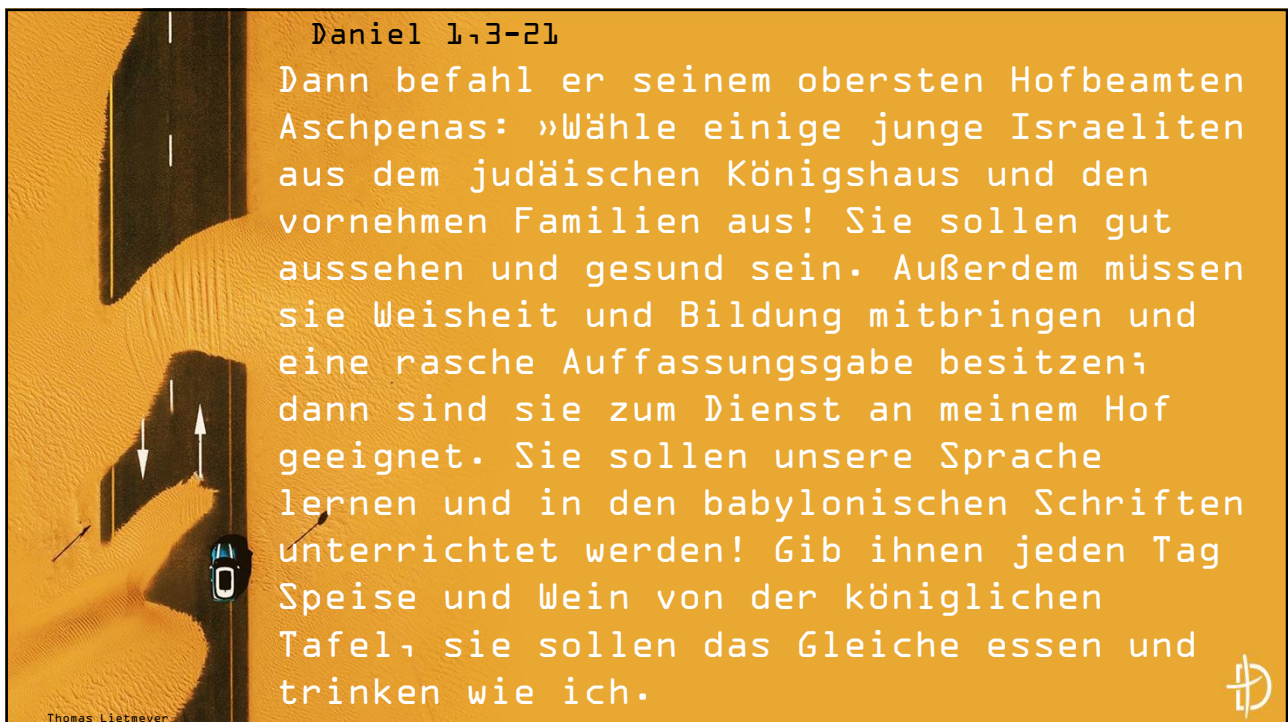 Daniel 1,3-21
Dann befahl er seinem obersten Hofbeamten
Aschpenas: »Wähle einige junge Israeliten
aus dem judäischen Königshaus und den
vornehmen Familien aus! Sie sollen gut
aussehen und gesund sein. Außerdem müssen
sie Weisheit und Bildung mitbringen und
eine rasche Auffassungsgabe besitzen;
dann sind sie zum Dienst an meinem Hof
geeignet. Sie sollen unsere Sprache
lernen und in den babylonischen Schriften
unterrichtet werden! Gib ihnen jeden Tag
Speise und Wein von der königlichen
Tafel, sie sollen das Gleiche essen und
trinken wie ich.
Thomas Lietmeyer